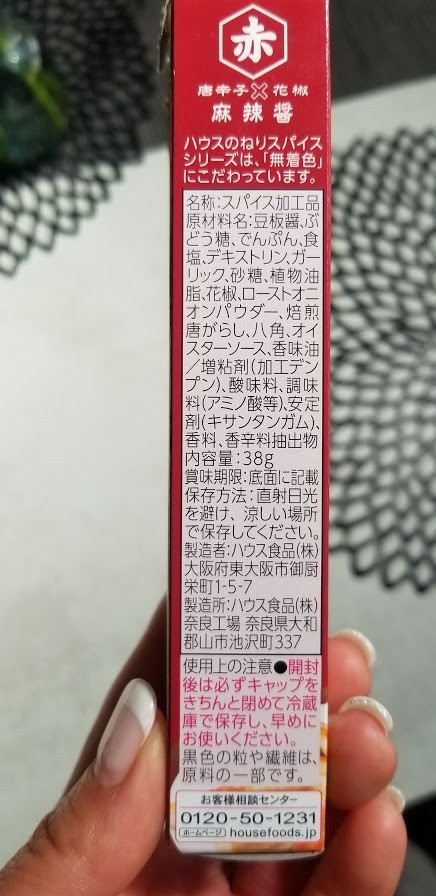 赤
唐辛子×花椒
麻辣醤
ハウスのねりスパイス
シリーズは、「無着色」
にこだわっています。
名称:スパイス加工品
原材料名:豆板醤、ぶ
どう糖、でんぷん、食
塩、デキストリン、ガー
リック、砂糖、植物油
脂、花椒、ローストオニ
オンパウダー、焙煎
唐がらし、八角、オイ
スターソース、香味油
/増粘剤(加工デン
プン)、酸味料、調味
料(アミノ酸等)、安定
剤(キサンタンガム)、
香料、香辛料抽出物
内容量:38g
賞味期限:底面に記載
保存方法:直射日光
を避け、涼しい場所
で保存してください。
製造者:ハウス食品(株)
大阪府東大阪市御厨
栄町1-5-7
製造所:ハウス食品(株)
奈良工場 奈良県大和
郡山市池沢町337
使用上の注意●開封
後は必ずキャップを
きちんと閉めて冷蔵
庫で保存し、早めに
お使いください。
黒色の粒や繊維は、
原料の一部です。
お客様相談センター
0120-50-1231
ホームページ housefoods.jp